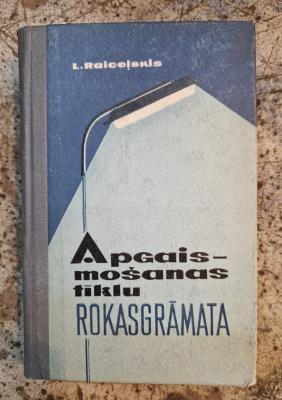 L. Raiceļskis
Apgais-
mošanas
tīklu
ROKASGRĀMATA